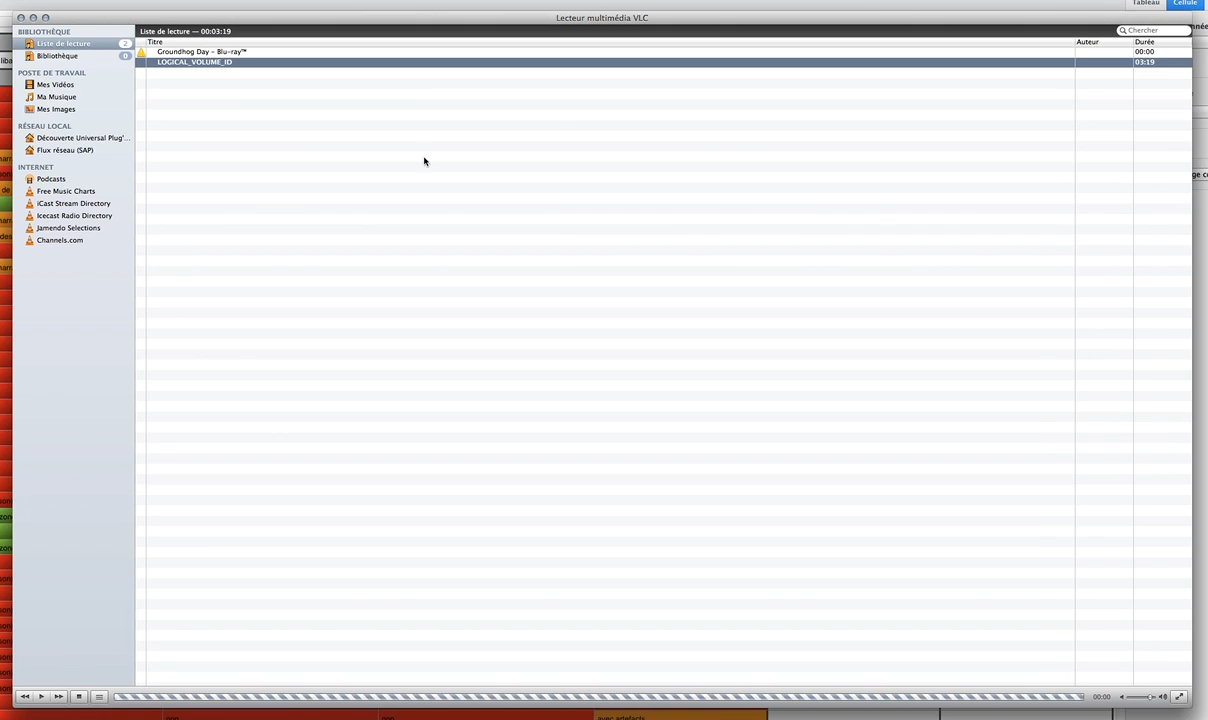 Tableau Cellule
Lecteur multimédia VLC
BIBLIOTHÈQUE
Liste de lecture 2
Bibliothèque 0
POSTE DE TRAVAIL
Mes Vidéos
Ma Musique
Mes Images
RÉSEAU LOCAL
Découverte Universal Plug'...
Flux réseau (SAP)
INTERNET
Podcasts
Free Music Charts
iCast Stream Directory
Icecast Radio Directory
Jamendo Selections
Channels.com
Liste de lecture — 00:03:19
Chercher
Titre Auteur Durée
Groundhog Day - Blu-ray™ 00:00
LOGICAL_VOLUME_ID 03:19
00:00
avec artefacts